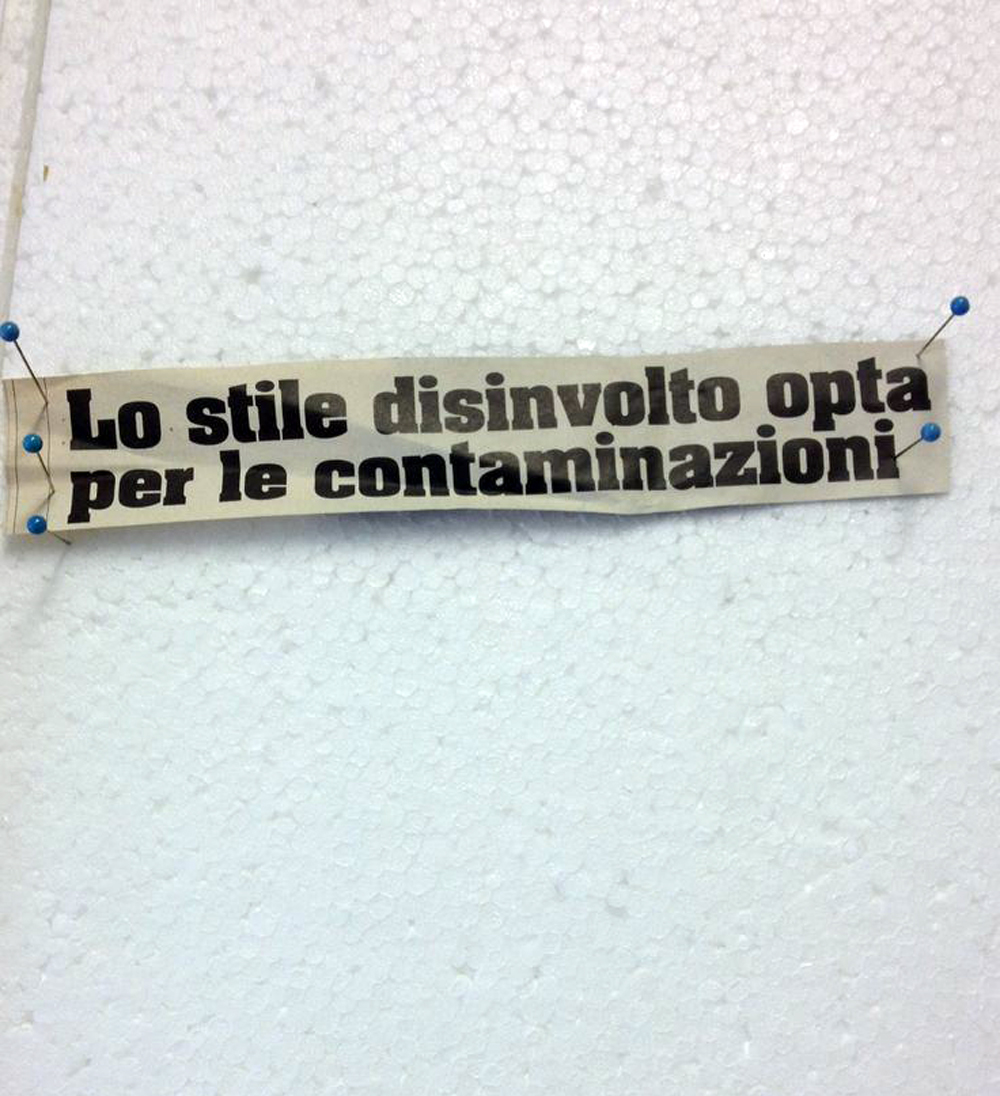 Lo stile disinvolto opta
per le contaminazioni